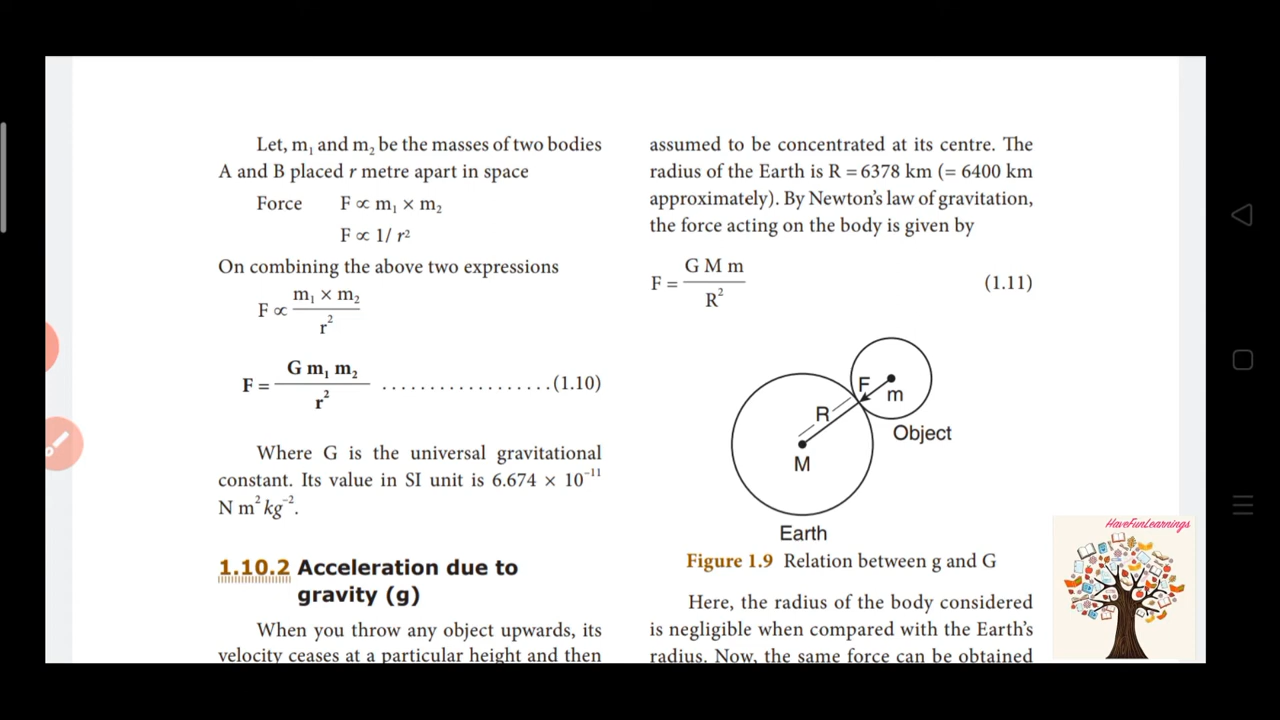 Let, m₁ and m₂ be the masses of two bodies
A and B placed r metre apart in space
Force F ∝ m₁ × m₂
F ∝ 1/ r²
On combining the above two expressions
F ∝ m₁ × m₂
r²
F = G m₁ m₂
r²
..................(1.10)
Where G is the universal gravitational
constant. Its value in SI unit is 6.674 × 10⁻¹¹
N m² kg⁻².
1.10.2 Acceleration due to
gravity (g)
When you throw any object upwards, its
velocity ceases at a particular height and then
assumed to be concentrated at its centre. The
radius of the Earth is R = 6378 km (= 6400 km
approximately). By Newton's law of gravitation,
the force acting on the body is given by
F = G M m
R²
(1.11)
F
m
R
Object
M
Earth
Figure 1.9 Relation between g and G
Here, the radius of the body considered
is negligible when compared with the Earth's
radius. Now, the same force can be obtained
HaveFunLearnings